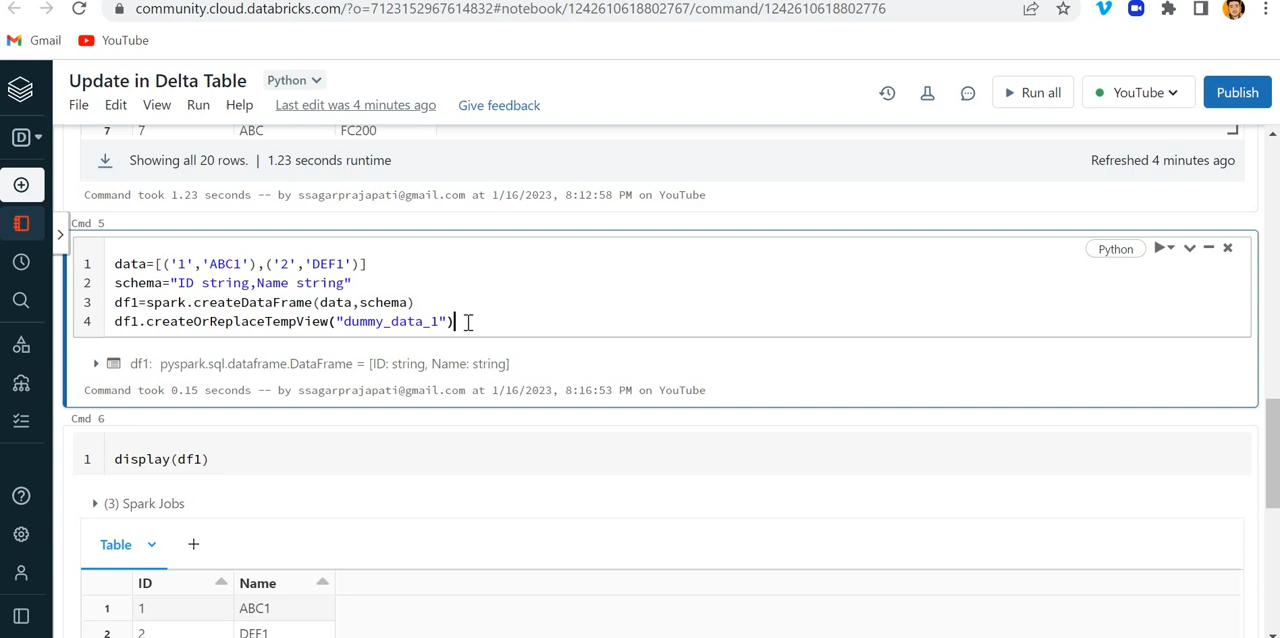 community.cloud.databricks.com/?o=7123152967614832#notebook/1242610618802767/command/1242610618802776
Gmail YouTube
Update in Delta Table Python
File Edit View Run Help Last edit was 4 minutes ago Give feedback
Run all YouTube Publish
D
7 7 ABC FC200
Showing all 20 rows. | 1.23 seconds runtime Refreshed 4 minutes ago
Command took 1.23 seconds -- by ssagarprajapati@gmail.com at 1/16/2023, 8:12:58 PM on YouTube
Cmd 5
Python
1 data=[('1','ABC1'),('2','DEF1')]
2 schema="ID string,Name string"
3 df1=spark.createDataFrame(data,schema)
4 df1.createOrReplaceTempView("dummy_data_1")
df1: pyspark.sql.dataframe.DataFrame = [ID: string, Name: string]
Command took 0.15 seconds -- by ssagarprajapati@gmail.com at 1/16/2023, 8:16:53 PM on YouTube
Cmd 6
1 display(df1)
(3) Spark Jobs
Table +
ID Name
1 1 ABC1
2 2 DEF1